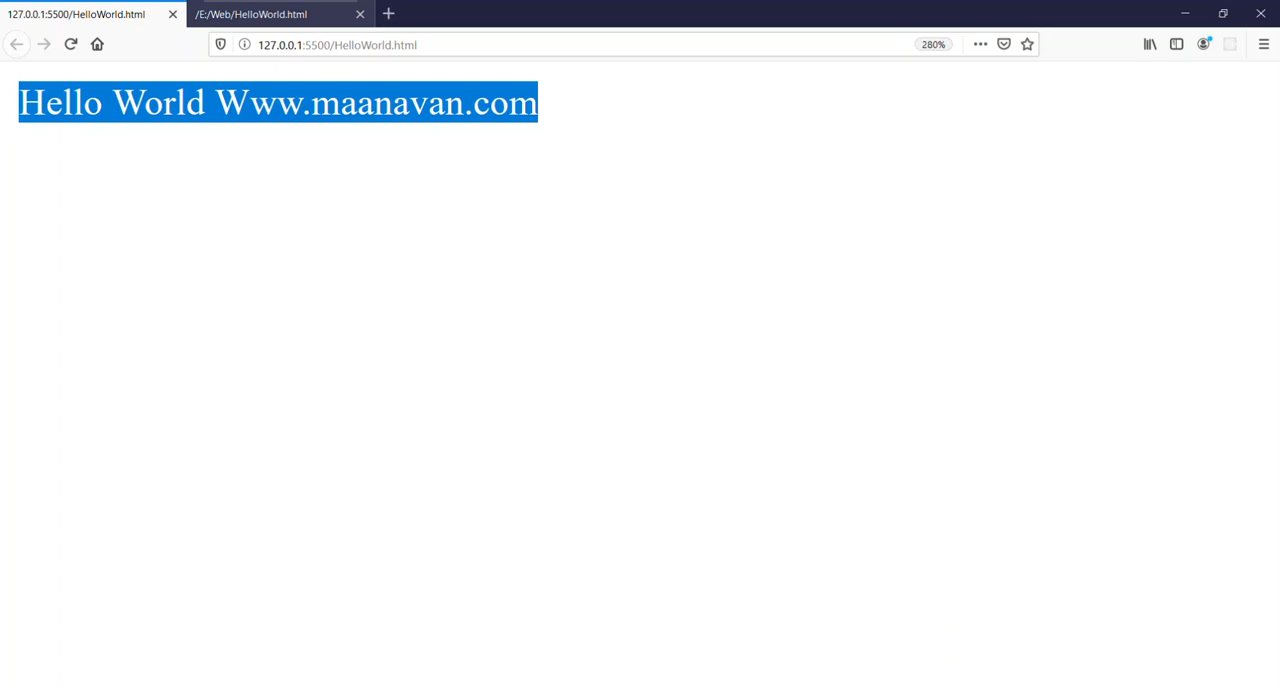 127.0.0.1:5500/HelloWorld.html
/E:/Web/HelloWorld.html
127.0.0.1:5500/HelloWorld.html
280%
Hello World Www.maanavan.com